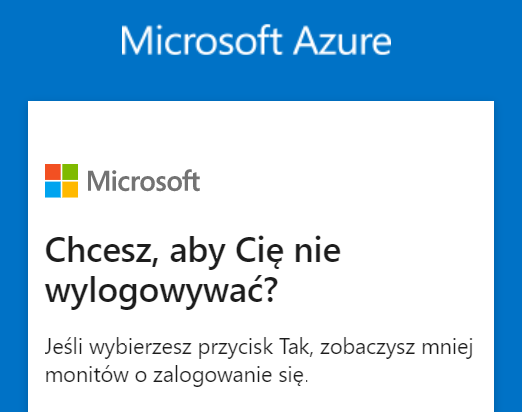 Microsoft Azure
Microsoft
Chcesz, aby Cię nie
wylogowywać?
Jeśli wybierzesz przycisk Tak, zobaczysz mniej
monitów o zalogowanie się.